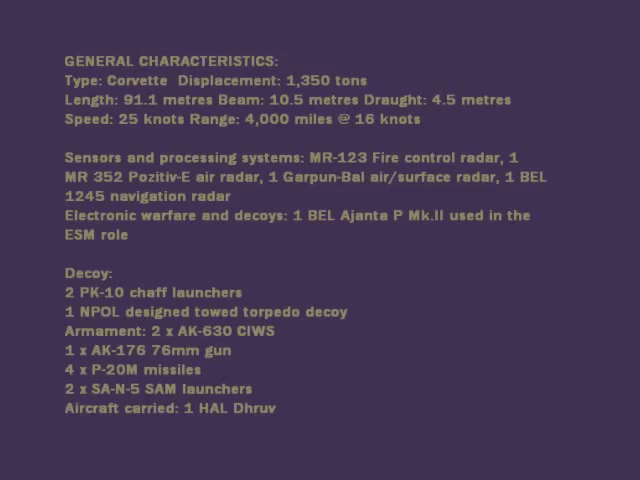 GENERAL CHARACTERISTICS:
Type: Corvette  Displacement: 1,350 tons
Length: 91.1 metres Beam: 10.5 metres Draught: 4.5 metres
Speed: 25 knots Range: 4,000 miles @ 16 knots
Sensors and processing systems: MR-123 Fire control radar, 1
MR 352 Pozitiv-E air radar, 1 Garpun-Bal air/surface radar, 1 BEL
1245 navigation radar
Electronic warfare and decoys: 1 BEL Ajanta P Mk.II used in the
ESM role
Decoy:
2 PK-10 chaff launchers
1 NPOL designed towed torpedo decoy
Armament: 2 x AK-630 CIWS
1 x AK-176 76mm gun
4 x P-20M missiles
2 x SA-N-5 SAM launchers
Aircraft carried: 1 HAL Dhruv